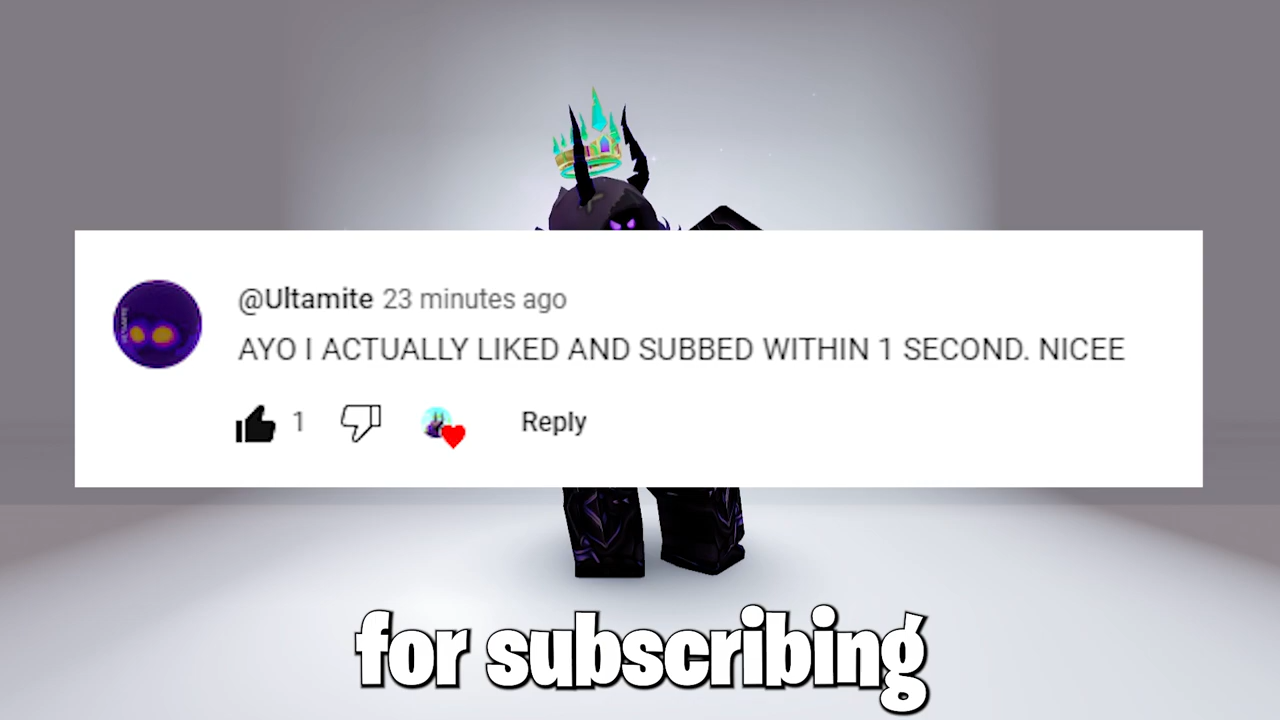 @Ultamite 23 minutes ago
AYO I ACTUALLY LIKED AND SUBBED WITHIN 1 SECOND. NICEE
1 Reply
for subscribing